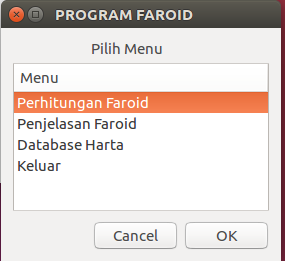 PROGRAM FAROID
Pilih Menu
Menu
Perhitungan Faroid
Penjelasan Faroid
Database Harta
Keluar
Cancel OK